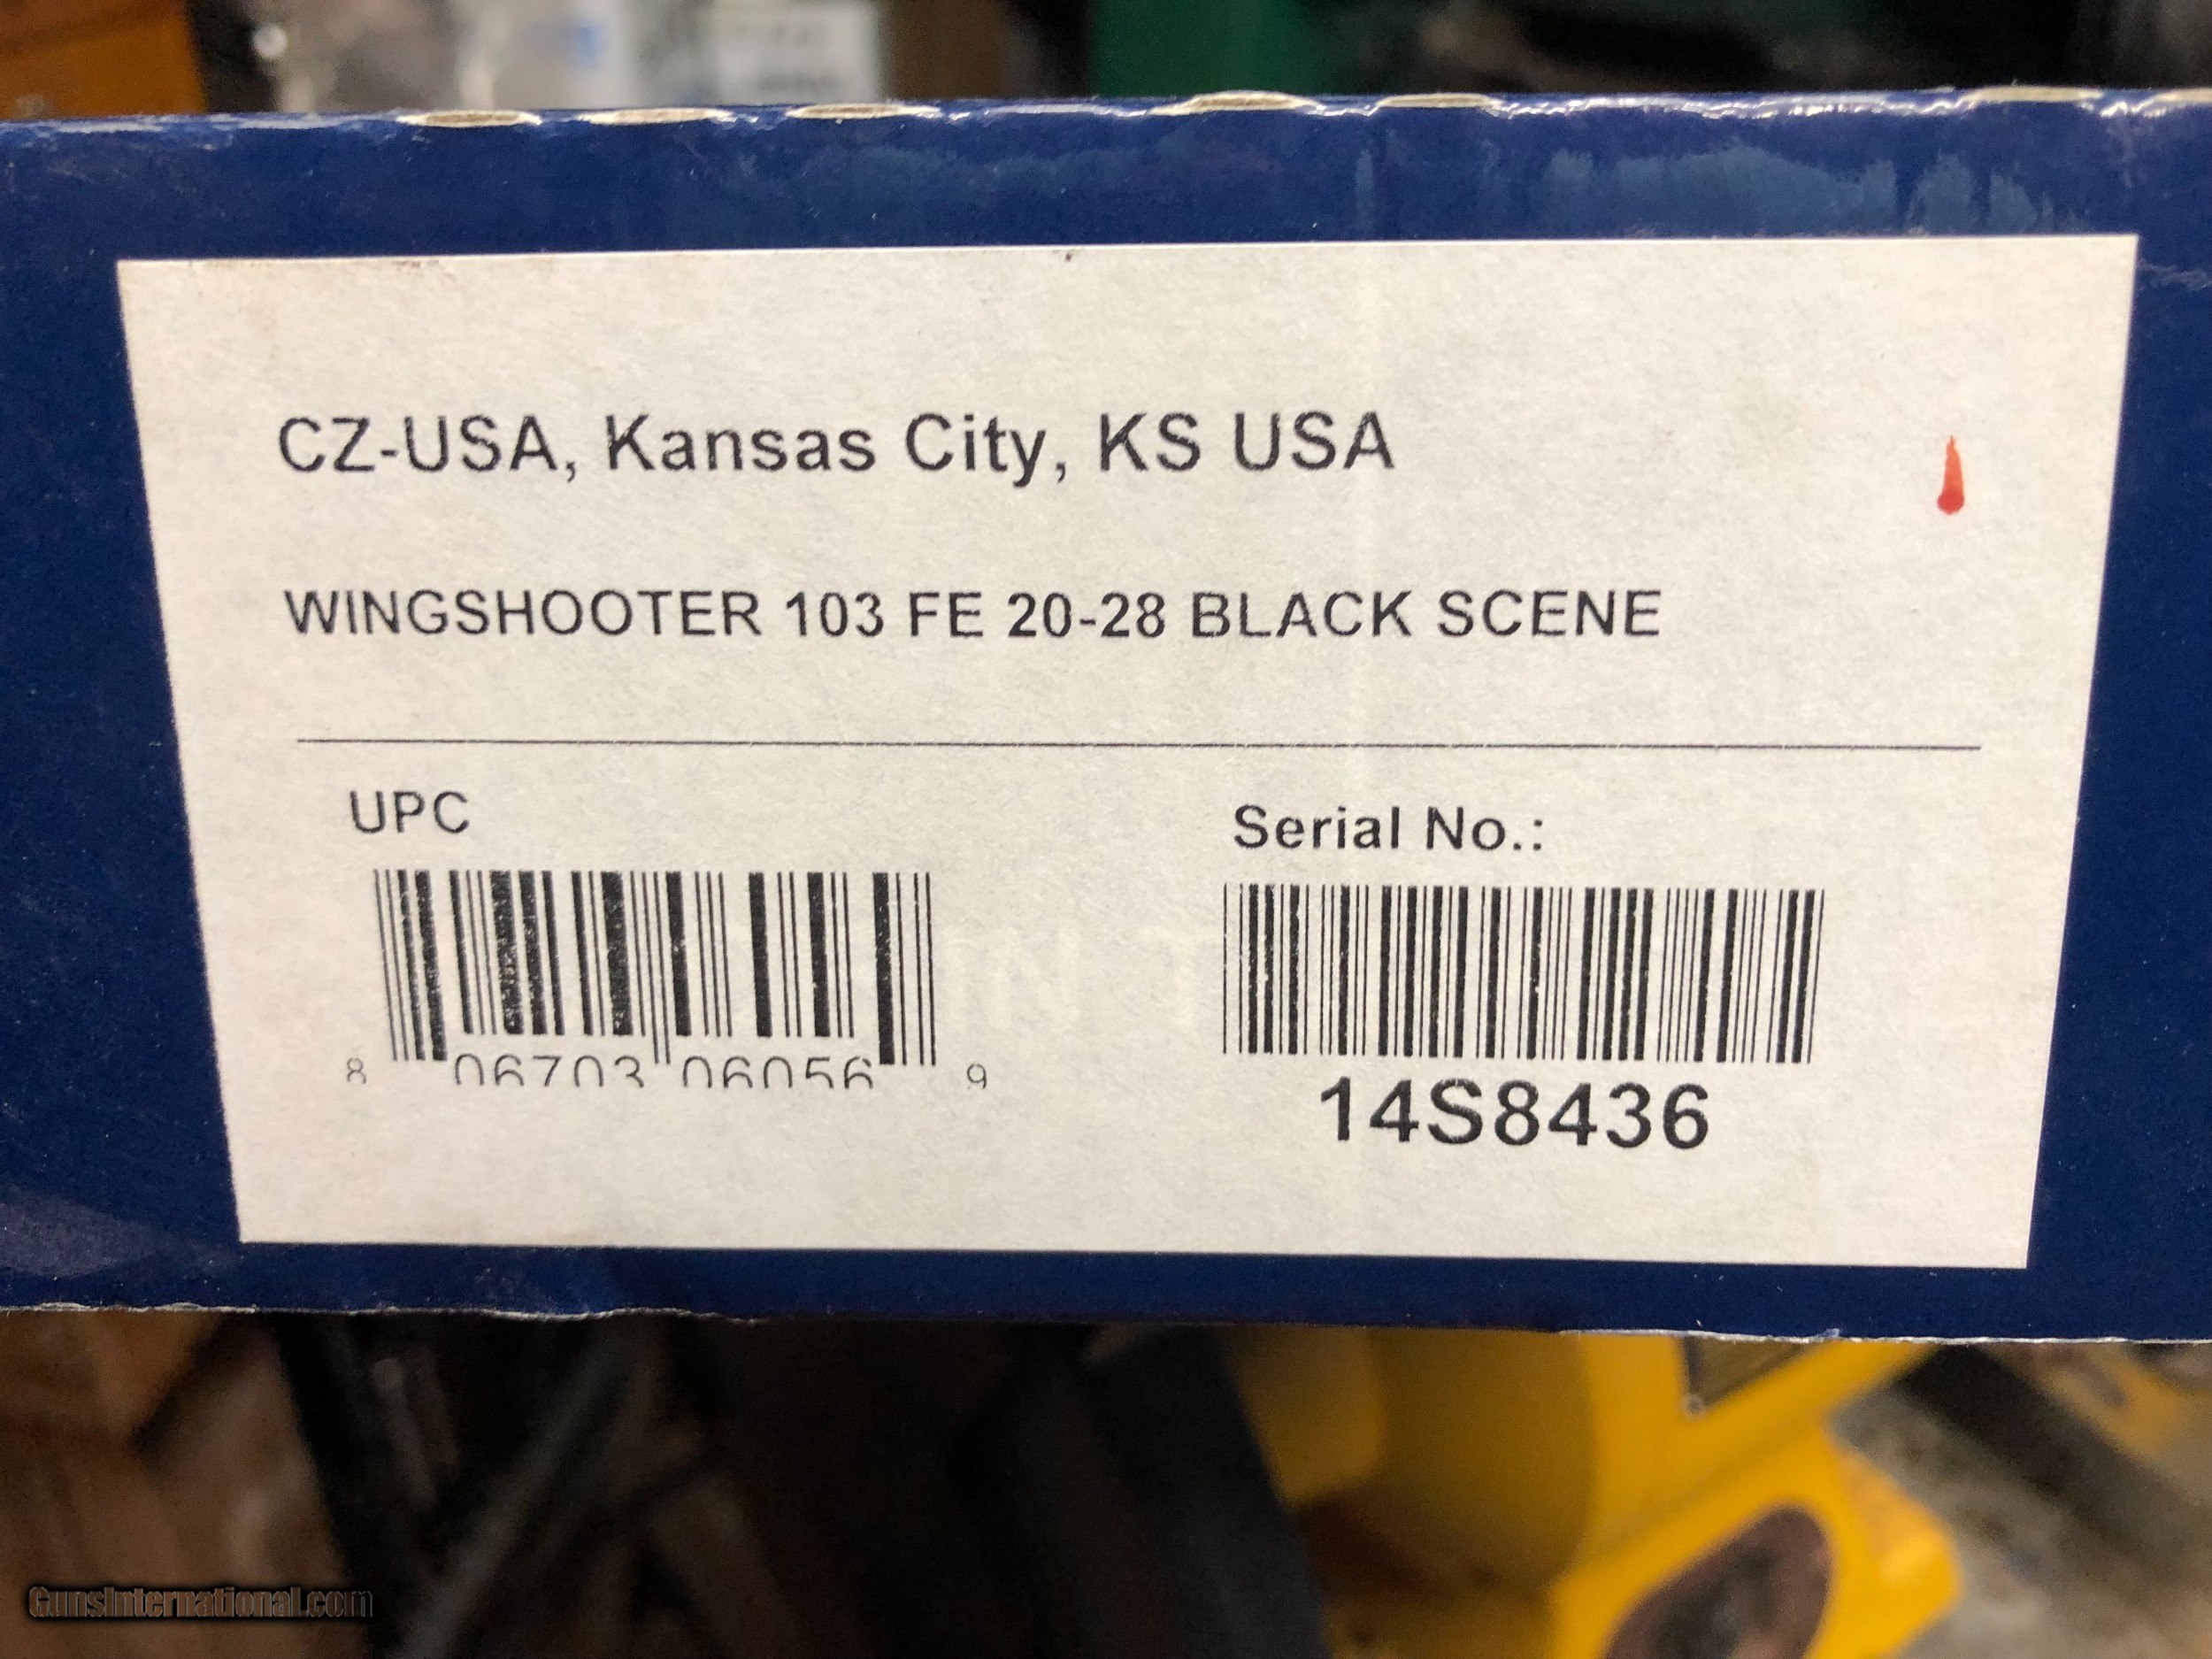 CZ-USA, Kansas City, KS USA
WINGSHOOTER 103 FE 20-28 BLACK SCENE
UPC
8 06703 06056 9
Serial No.:
14S8436
GunsInternational.com